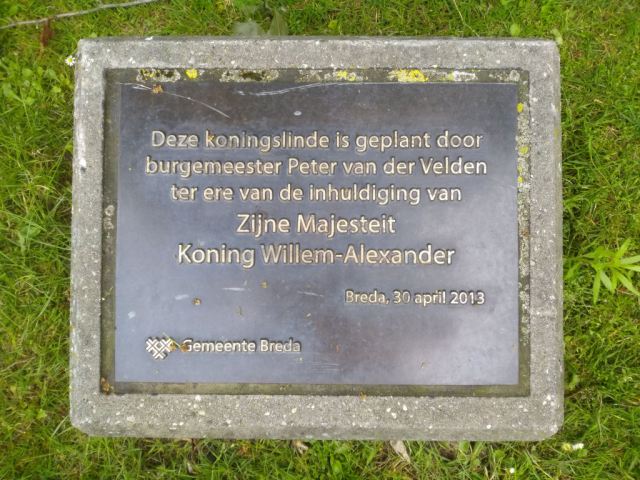 Deze koningslinde is geplant door
burgemeester Peter van der Velden
ter ere van de inhuldiging van
Zijne Majesteit
Koning Willem-Alexander
Breda, 30 april 2013
Gemeente Breda